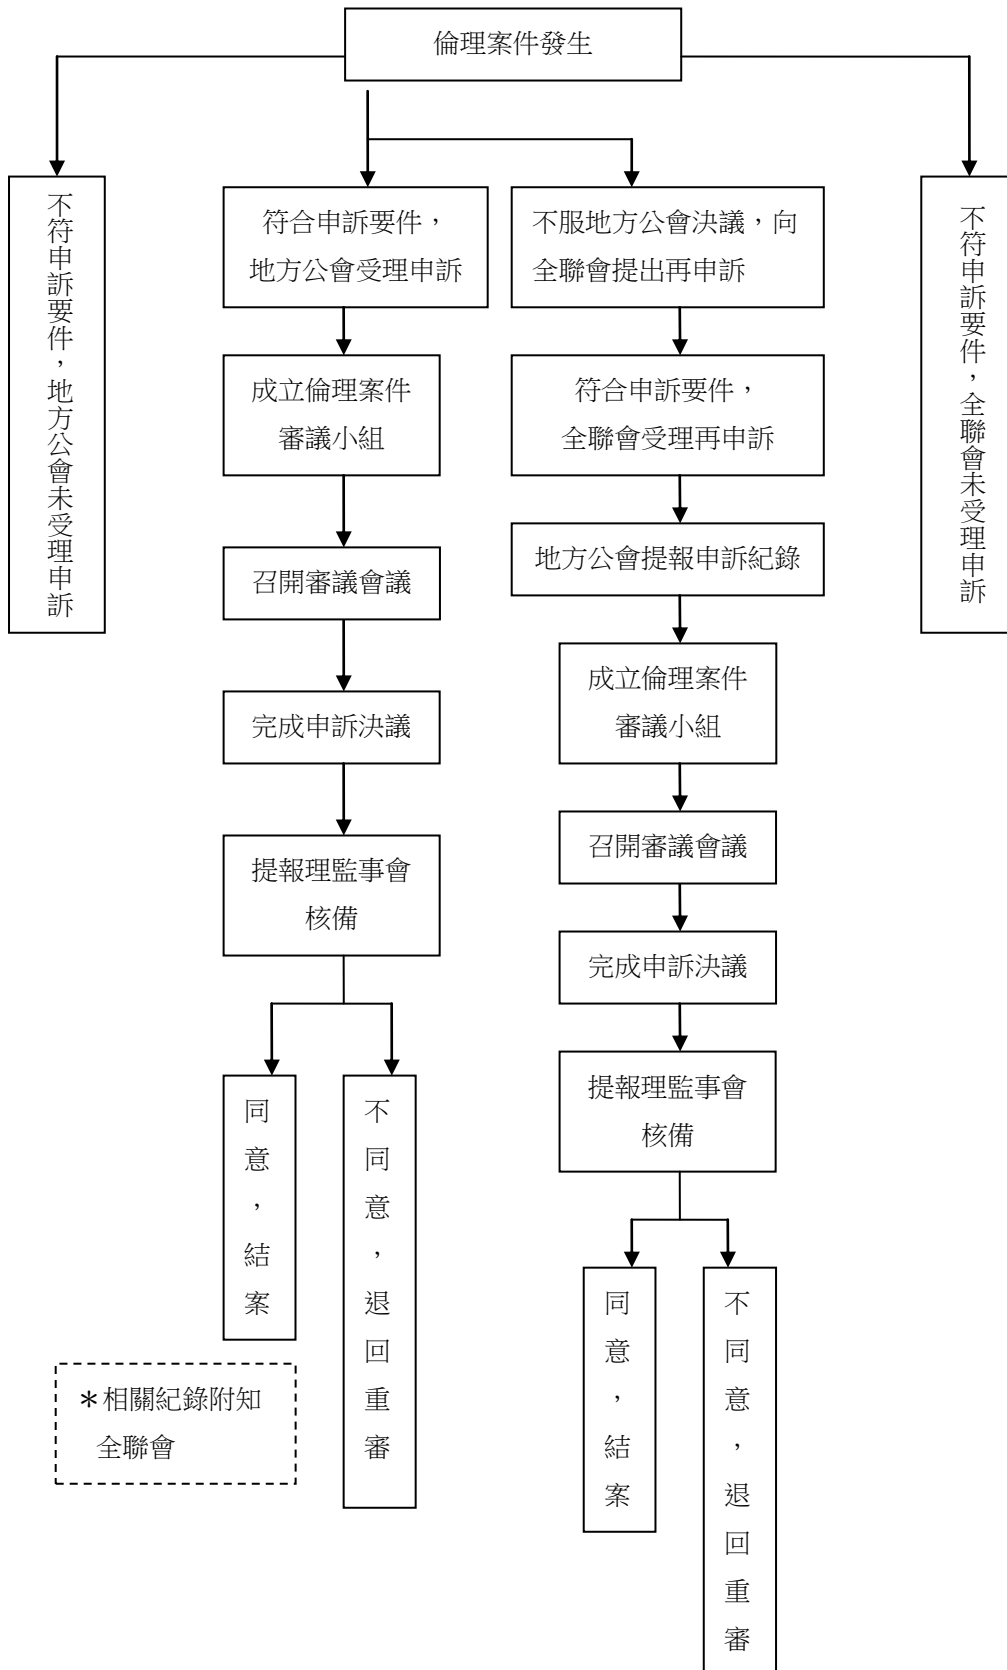 倫理案件發生
不符申訴要件，地方公會未受理申訴
符合申訴要件，
地方公會受理申訴
成立倫理案件
審議小組
召開審議會議
完成申訴決議
提報理監事會
核備
同意，結案
不同意，退回重審
＊相關紀錄附知
全聯會
不服地方公會決議，向
全聯會提出再申訴
符合申訴要件，
全聯會受理再申訴
地方公會提報申訴紀錄
成立倫理案件
審議小組
召開審議會議
完成申訴決議
提報理監事會
核備
同意，結案
不同意，退回重審
不符申訴要件，全聯會未受理申訴